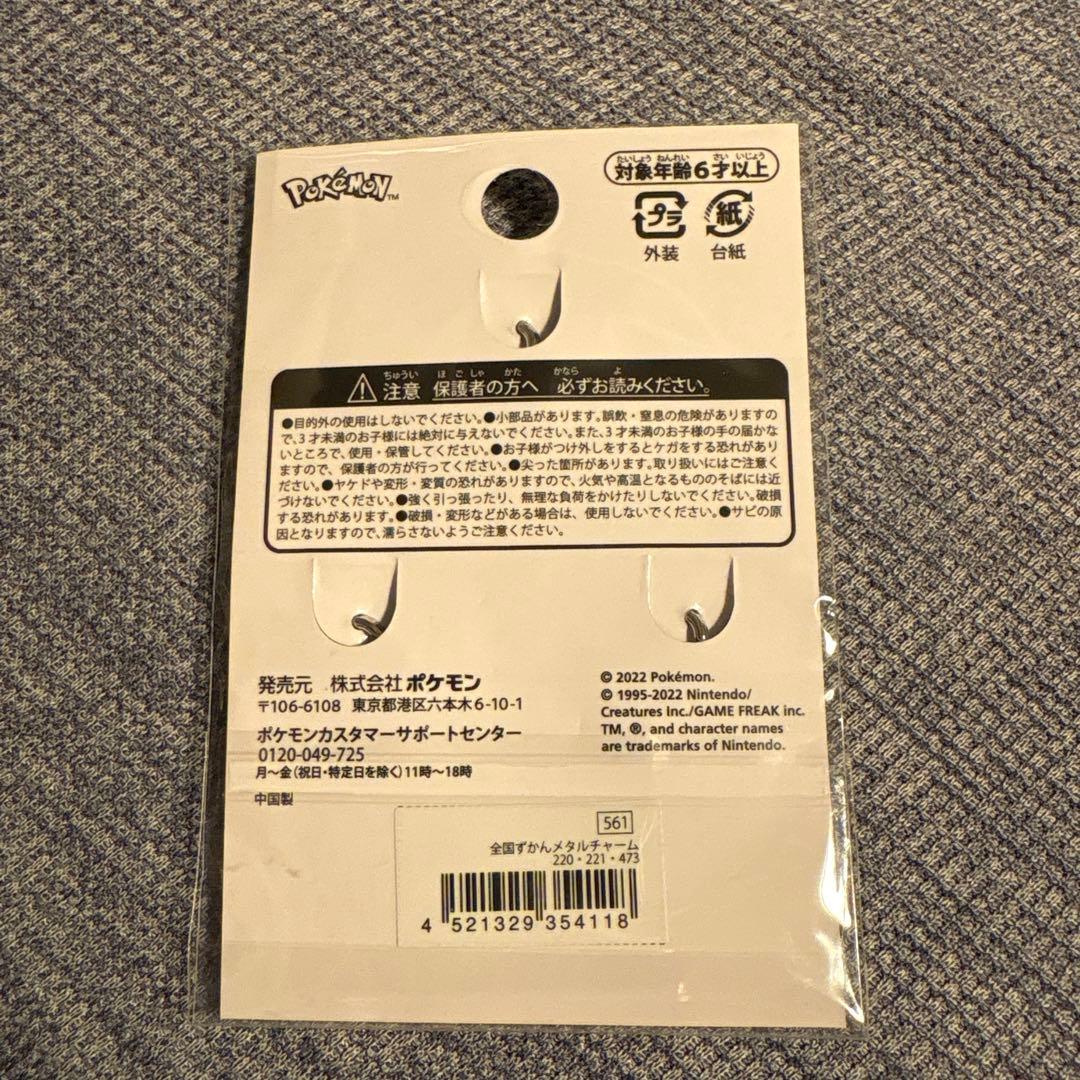 POKéMON™
たいしょう ねんれい さい いじょう
対象年齢6才以上
プラ 紙
外装 台紙
ちゅうい ほごしゃ かた かなら よ
注意 保護者の方へ 必ずお読みください。
●目的外の使用はしないでください。●小部品があります。誤飲・窒息の危険がありますの
で、3才未満のお子様には絶対に与えないでください。また、3才未満のお子様の手の届かな
いところで、使用・保管してください。●お子様がつけ外しをするとケガをする恐れがあり
ますので、保護者の方が行ってください。●尖った箇所があります。取り扱いにはご注意く
ださい。●ヤケドや変形・変質の恐れがありますので、火気や高温となるもののそばには近
づけないでください。●強く引っ張ったり、無理な負荷をかけたりしないでください。破損
する恐れがあります。●破損・変形などがある場合は、使用しないでください。●サビの原
因となりますので、濡らさないようご注意ください。
発売元 株式会社ポケモン
〒106-6108 東京都港区六本木6-10-1
ポケモンカスタマーサポートセンター
0120-049-725
月〜金(祝日・特定日を除く)11時〜18時
中国製
© 2022 Pokémon.
© 1995-2022 Nintendo/
Creatures Inc./GAME FREAK inc.
TM, ®, and character names
are trademarks of Nintendo.
561
全国ずかんメタルチャーム
220・221・473
4 521329 354118